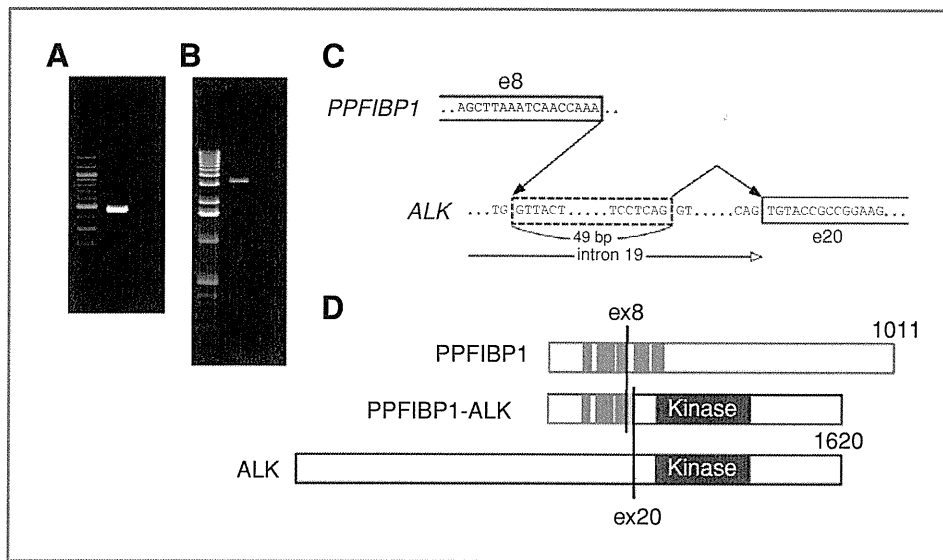 A
B
C
e8
PPFIBP1
..AGCTTAAATCAACCAAA..
ALK
...TG GTTACT.....TCCTCAG GT.....CAG TGTACCGCCGGAAG...
49 bp
e20
intron 19
D
ex8
1011
PPFIBP1
PPFIBP1-ALK
Kinase
1620
ALK
Kinase
ex20